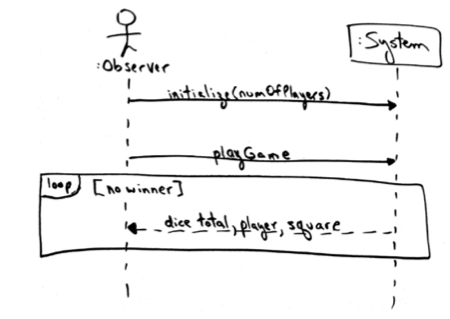 :System
:Observer
initialize(numOfPlayers)
playGame
loop
[no winner]
dice total, player, square